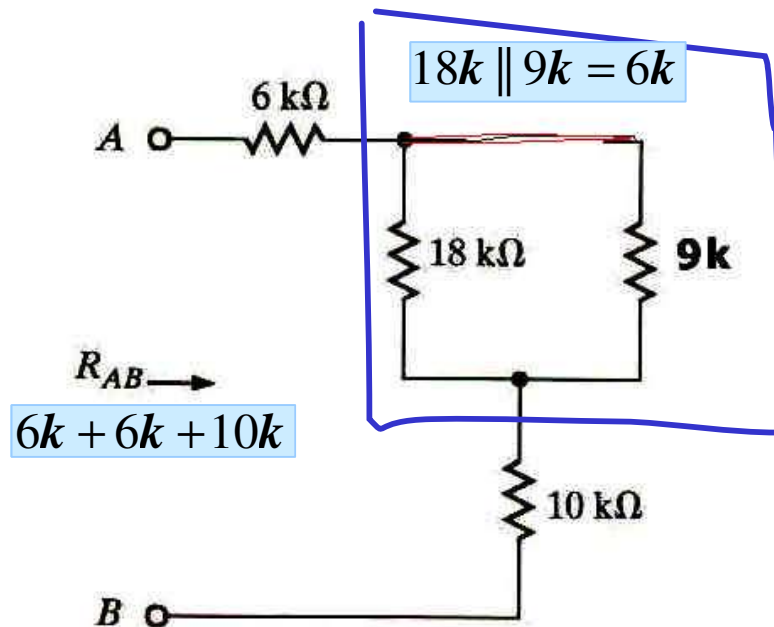 18k || 9k = 6k
6 kΩ
A
18 kΩ
9k
R_AB
6k + 6k + 10k
10 kΩ
B